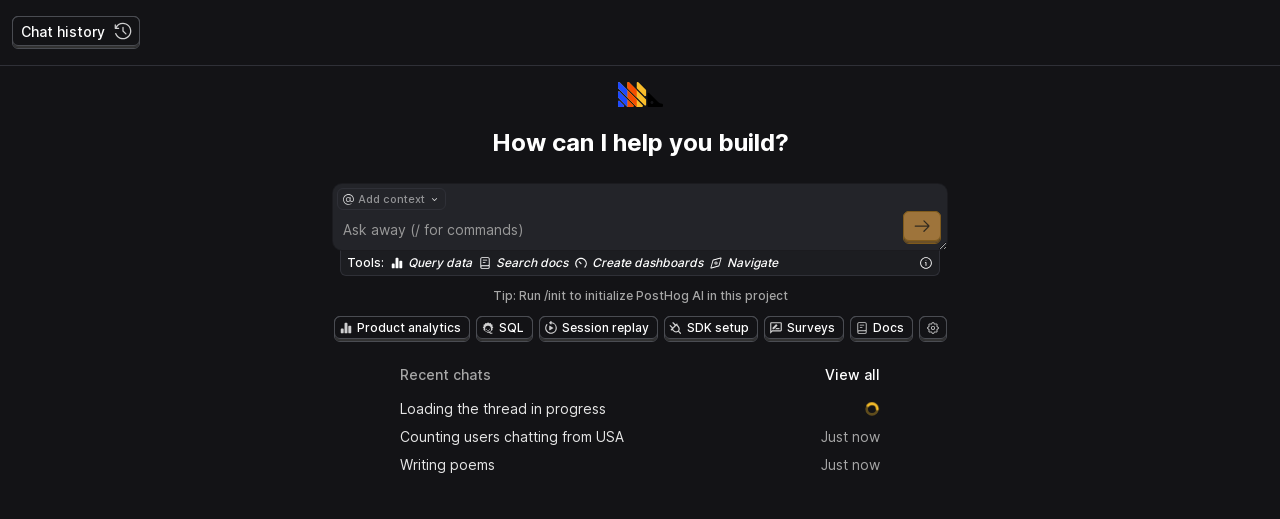 Chat history
How can I help you build?
@ Add context
Ask away (/ for commands)
Tools: Query data Search docs Create dashboards Navigate
Tip: Run /init to initialize PostHog AI in this project
Product analytics SQL Session replay SDK setup Surveys Docs
Recent chats View all
Loading the thread in progress
Counting users chatting from USA Just now
Writing poems Just now